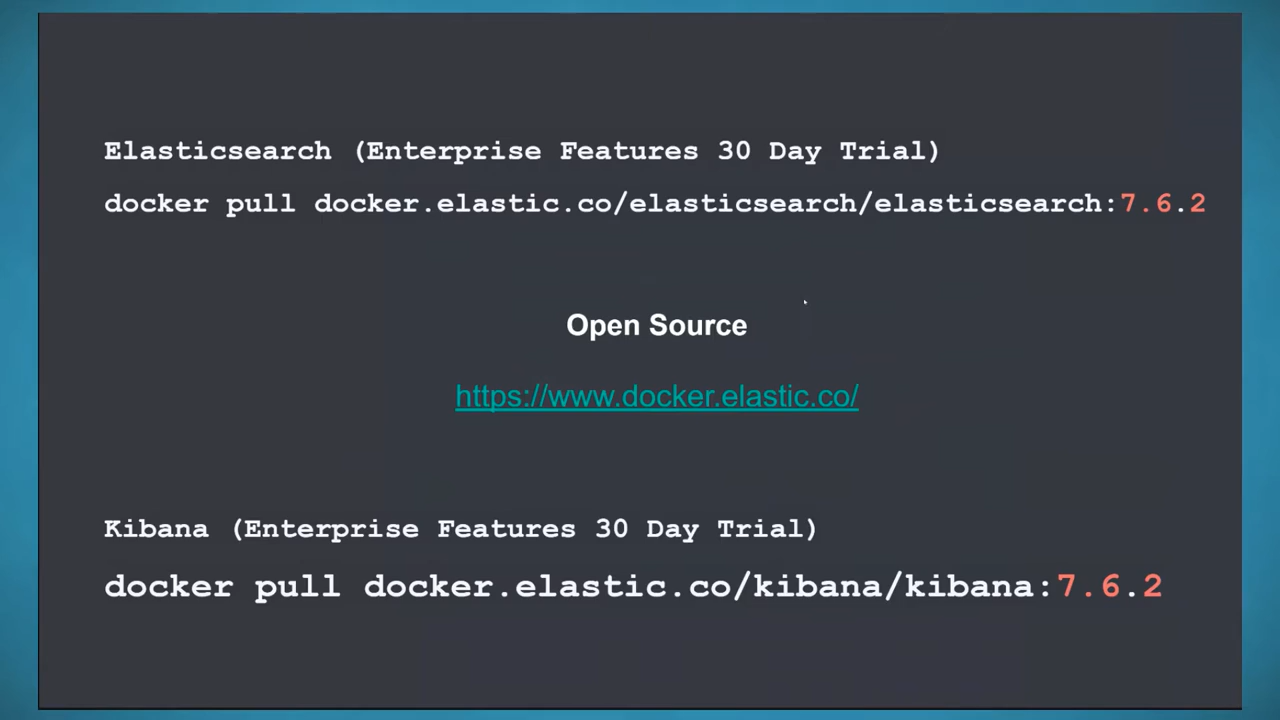 Elasticsearch (Enterprise Features 30 Day Trial)
docker pull docker.elastic.co/elasticsearch/elasticsearch:7.6.2
Open Source
https://www.docker.elastic.co/
Kibana (Enterprise Features 30 Day Trial)
docker pull docker.elastic.co/kibana/kibana:7.6.2